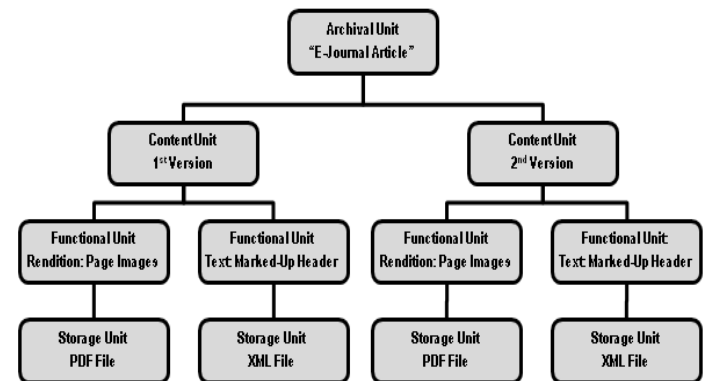 Archival Unit
“E-Journal Article”
Content Unit
1st Version
Content Unit
2nd Version
Functional Unit
Rendition: Page Images
Functional Unit
Text: Marked-Up Header
Functional Unit
Rendition: Page Images
Functional Unit:
Text: Marked-Up Header
Storage Unit
PDF File
Storage Unit
XML File
Storage Unit
PDF File
Storage Unit
XML File